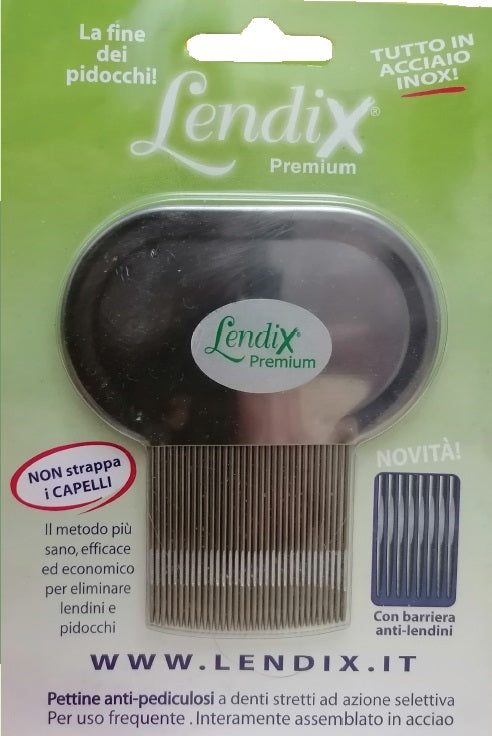 La fine
dei
pidocchi!
TUTTO IN
ACCIAIO
INOX!
Lendix®
Premium
Lendix®
Premium
NON strappa
i CAPELLI
NOVITÀ!
Il metodo più
sano, efficace
ed economico
per eliminare
lendini e
pidocchi
Con barriera
anti-lendini
WWW.LENDIX.IT
Pettine anti-pediculosi a denti stretti ad azione selettiva
Per uso frequente . Interamente assemblato in acciao